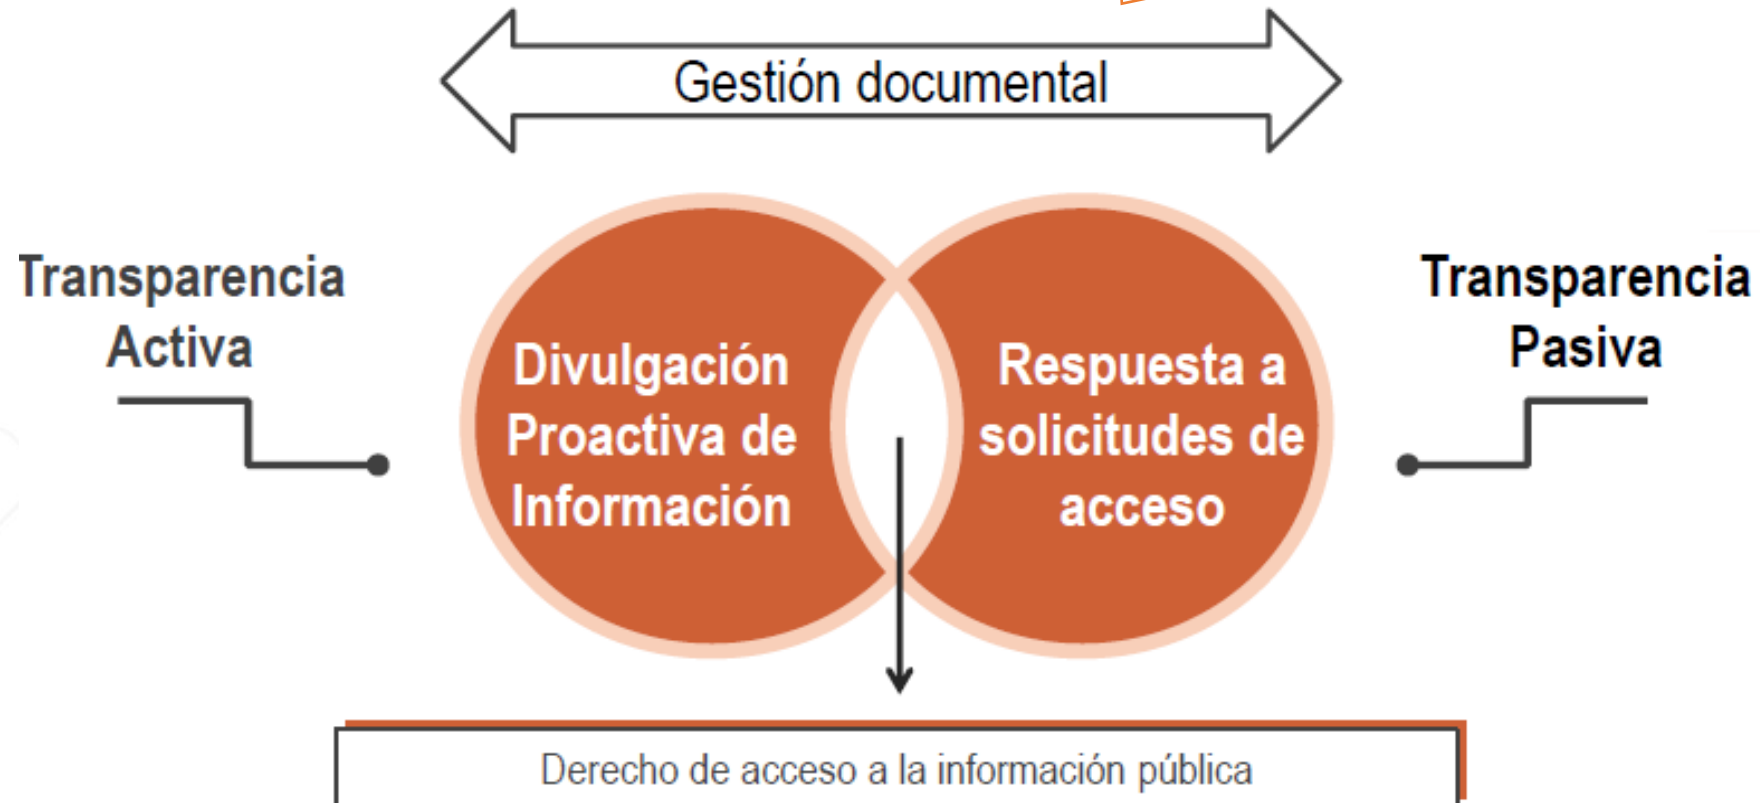 Gestión documental
Transparencia
Activa
Divulgación
Proactiva de
Información
Respuesta a
solicitudes de
acceso
Transparencia
Pasiva
Derecho de acceso a la información pública